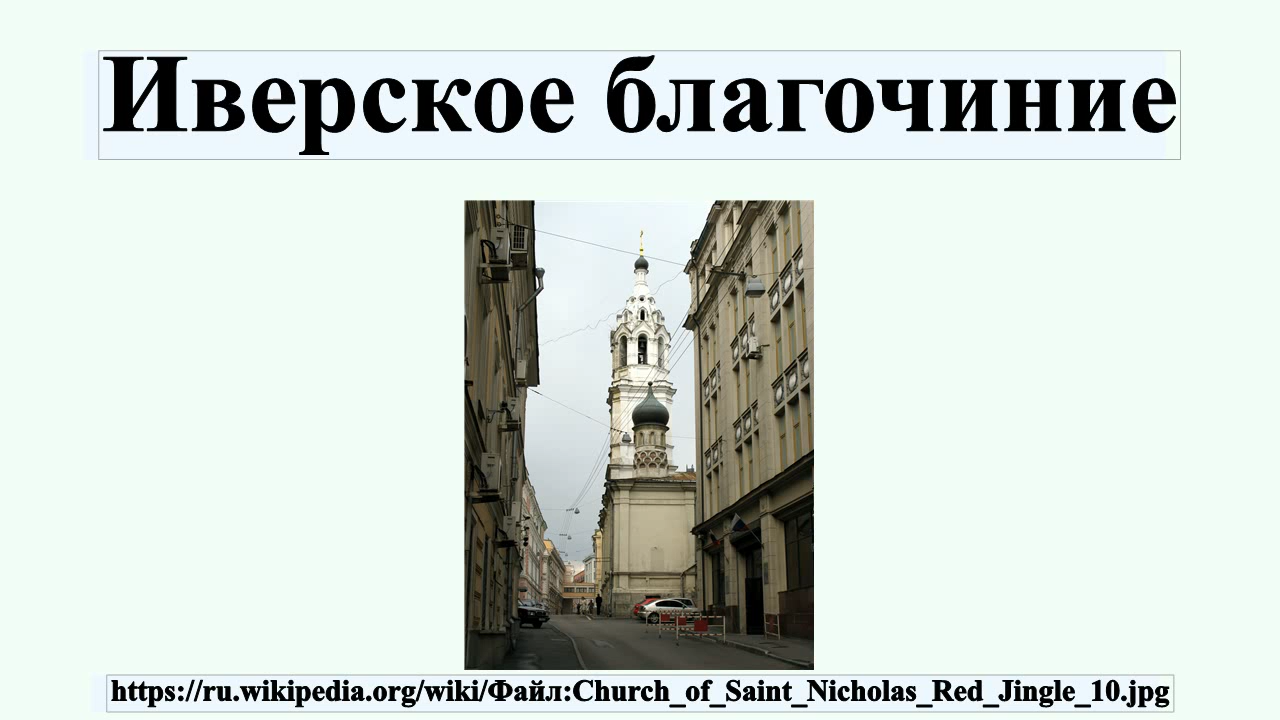 Иверское благочиние
https://ru.wikipedia.org/wiki/Файл:Church_of_Saint_Nicholas_Red_Jingle_10.jpg